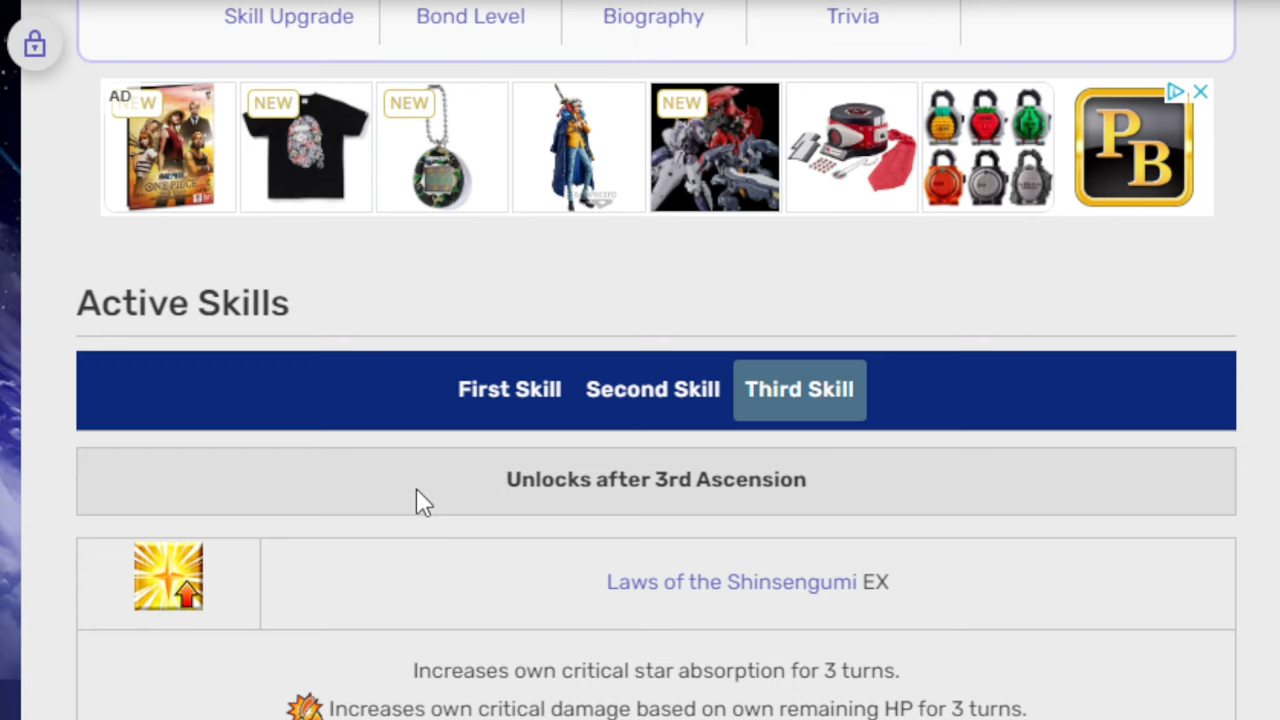 Skill Upgrade
Bond Level
Biography
Trivia
AD
NEW
NEW
NEW
ONE PIECE
P
B
Active Skills
First Skill
Second Skill
Third Skill
Unlocks after 3rd Ascension
Laws of the Shinsengumi EX
Increases own critical star absorption for 3 turns.
Increases own critical damage based on own remaining HP for 3 turns.